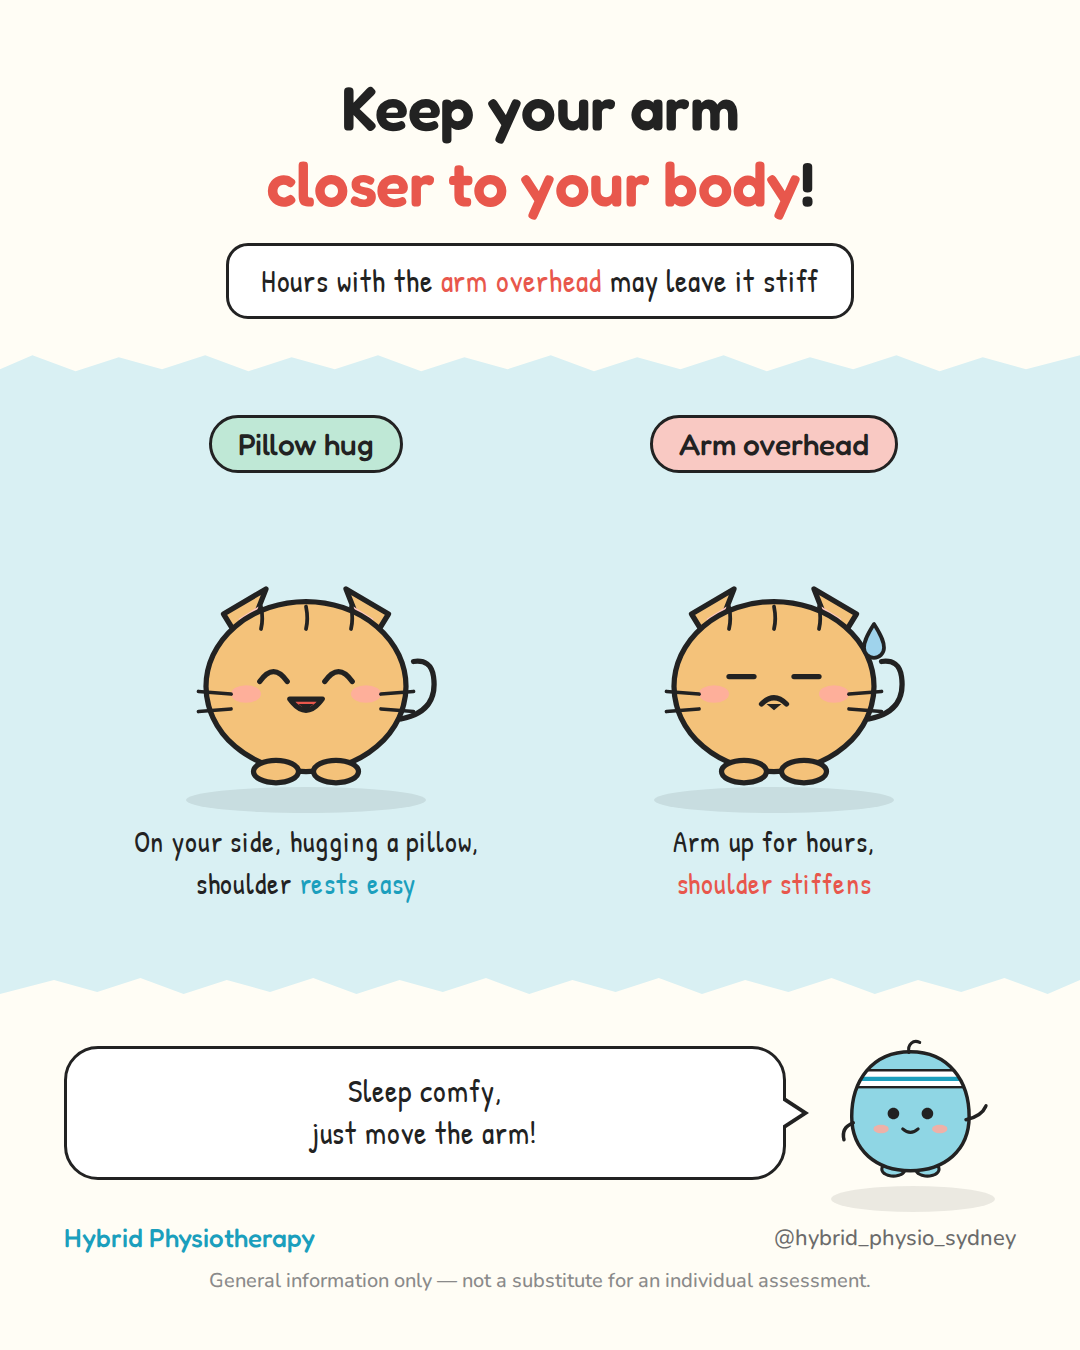 Keep your arm
closer to your body!
Hours with the arm overhead may leave it stiff
Pillow hug
Arm overhead
On your side, hugging a pillow,
shoulder rests easy
Arm up for hours,
shoulder stiffens
Sleep comfy,
just move the arm!
Hybrid Physiotherapy
@hybrid_physio_sydney
General information only — not a substitute for an individual assessment.